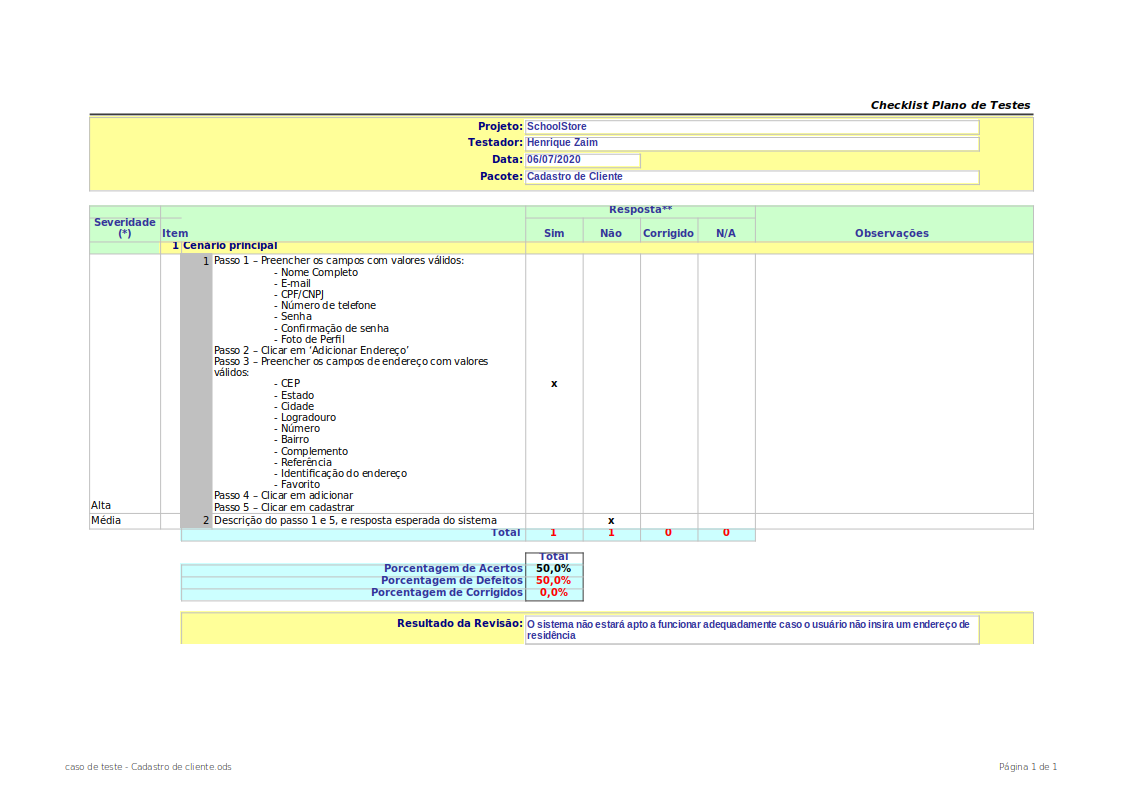 Checklist Plano de Testes
Projeto: SchoolStore
Testador: Henrique Zaim
Data: 06/07/2020
Pacote: Cadastro de Cliente
Resposta**
Severidade (*) Item Sim Não Corrigido N/A Observações
1 Cenário principal
1 Passo 1 – Preencher os campos com valores válidos:
- Nome Completo
- E-mail
- CPF/CNPJ
- Número de telefone
- Senha
- Confirmação de senha
- Foto de Perfil
Passo 2 – Clicar em ‘Adicionar Endereço’
Passo 3 – Preencher os campos de endereço com valores
válidos:
- CEP x
- Estado
- Cidade
- Logradouro
- Número
- Bairro
- Complemento
- Referência
- Identificação do endereço
- Favorito
Passo 4 – Clicar em adicionar
Alta Passo 5 – Clicar em cadastrar
Média 2 Descrição do passo 1 e 5, e resposta esperada do sistema x
Total 1 1 0 0
Total
Porcentagem de Acertos 50,0%
Porcentagem de Defeitos 50,0%
Porcentagem de Corrigidos 0,0%
Resultado da Revisão: O sistema não estará apto a funcionar adequadamente caso o usuário não insira um endereço de
residência
caso de teste - Cadastro de cliente.ods Página 1 de 1